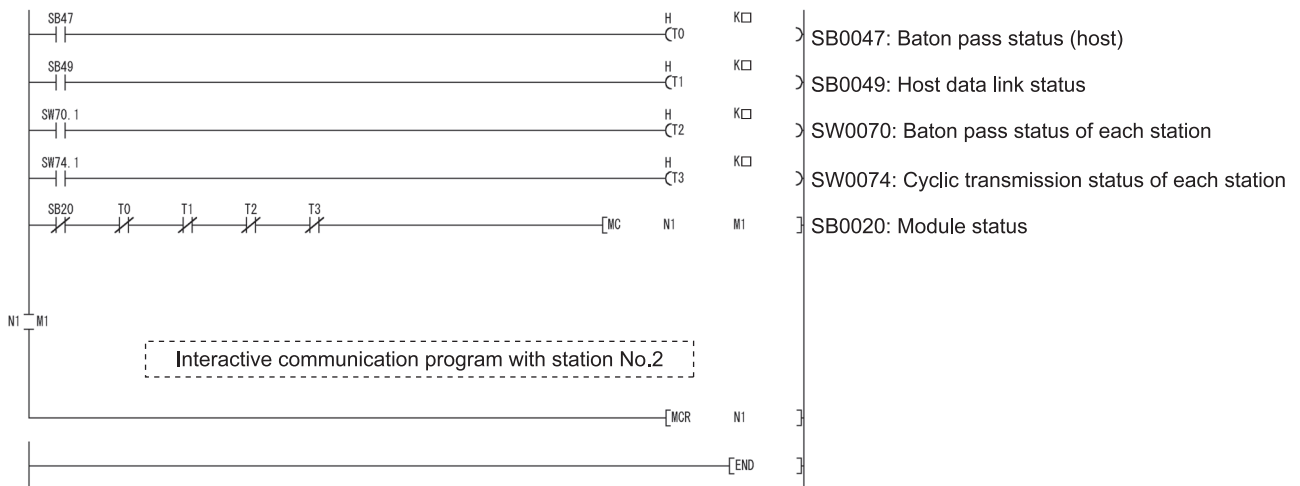 SB47 H K□
T0 SB0047: Baton pass status (host)
SB49 H K□
T1 SB0049: Host data link status
SW70.1 H K□
T2 SW0070: Baton pass status of each station
SW74.1 H K□
T3 SW0074: Cyclic transmission status of each station
SB20 T0 T1 T2 T3
MC N1 M1 SB0020: Module status
N1 M1
Interactive communication program with station No.2
MCR N1
END